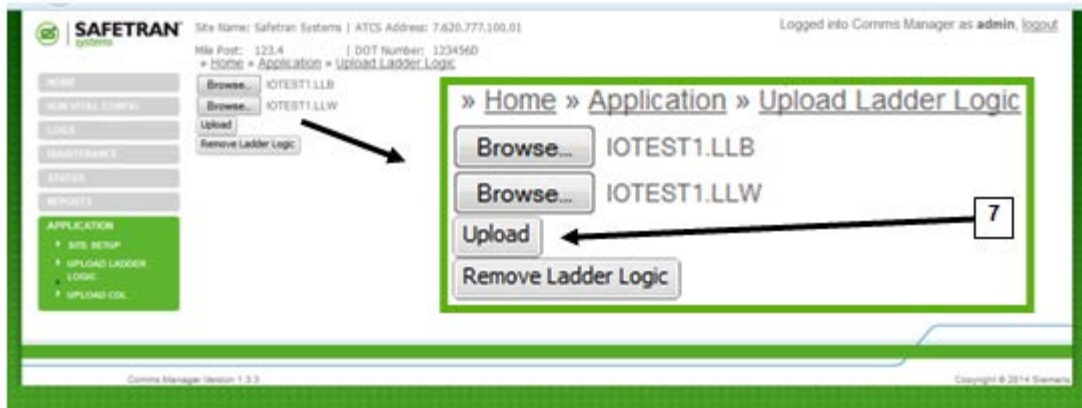 SAFETRAN
systems
Site Name: Safetran Systems | ATCS Address: 7.620.777.100.01
Logged into Comms Manager as admin, logout
Mile Post: 123.4 | DOT Number: 123456D
» Home » Application » Upload Ladder Logic
Browse... IOTEST1.LLB
Browse... IOTEST1.LLW
Upload
Remove Ladder Logic
HOME
NON VITAL CONFIG
LOGS
MAINTENANCE
STATUS
REPORTS
APPLICATION
SITE SETUP
UPLOAD LADDER
LOGIC
UPLOAD CDL
» Home » Application » Upload Ladder Logic
Browse... IOTEST1.LLB
Browse... IOTEST1.LLW
Upload
7
Remove Ladder Logic
Comms Manager Version 1.3.3
Copyright © 2014 Siemens